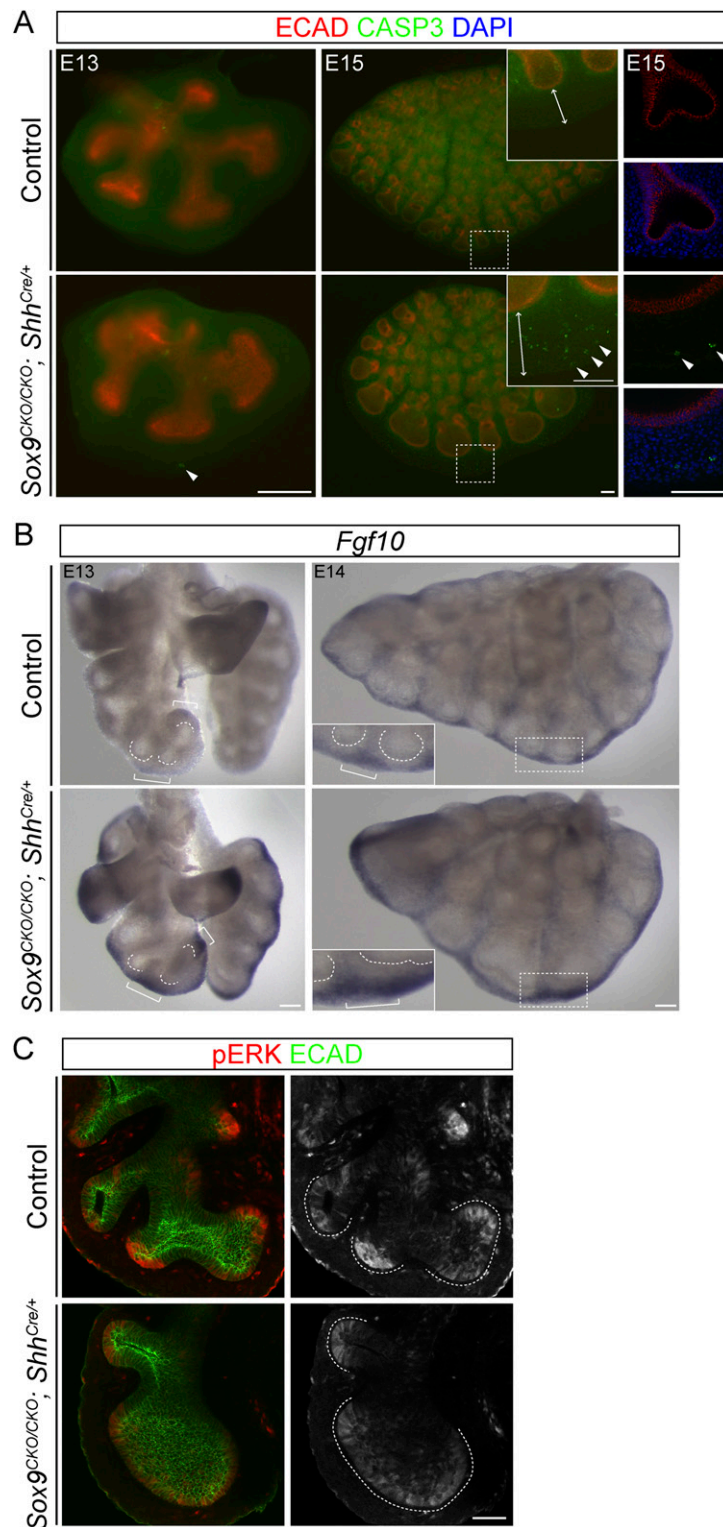 A
ECAD CASP3 DAPI
E13
E15
E15
Control
Sox9CKO/CKO; ShhCre/+
B
Fgf10
E13
E14
Control
Sox9CKO/CKO; ShhCre/+
C
pERK ECAD
Control
Sox9CKO/CKO; ShhCre/+